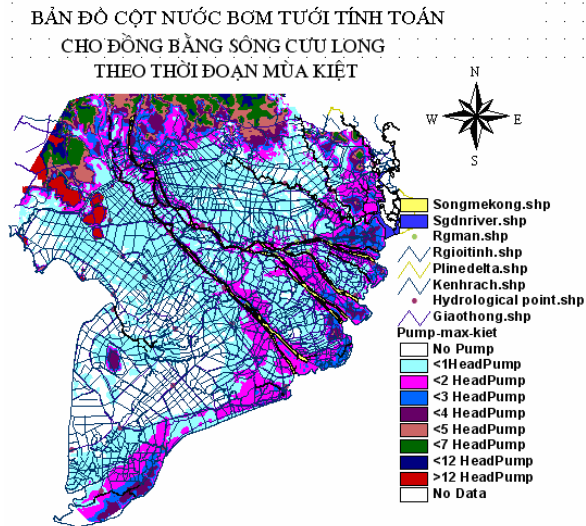 BẢN ĐỒ CỘT NƯỚC BƠM TƯỚI TÍNH TOÁN
CHO ĐỒNG BẰNG SÔNG CỬU LONG
THEO THỜI ĐOẠN MÙA KIỆT
N
W E
S
Songmekong.shp
Sgdnriver.shp
Rgman.shp
Rgioitinh.shp
Plinedelta.shp
Kenhrach.shp
Hydrological point.shp
Giaothong.shp
Pump-max-kiet
No Pump
<1HeadPump
<2 HeadPump
<3 HeadPump
<4 HeadPump
<5 HeadPump
<7 HeadPump
<12 HeadPump
>12 HeadPump
No Data